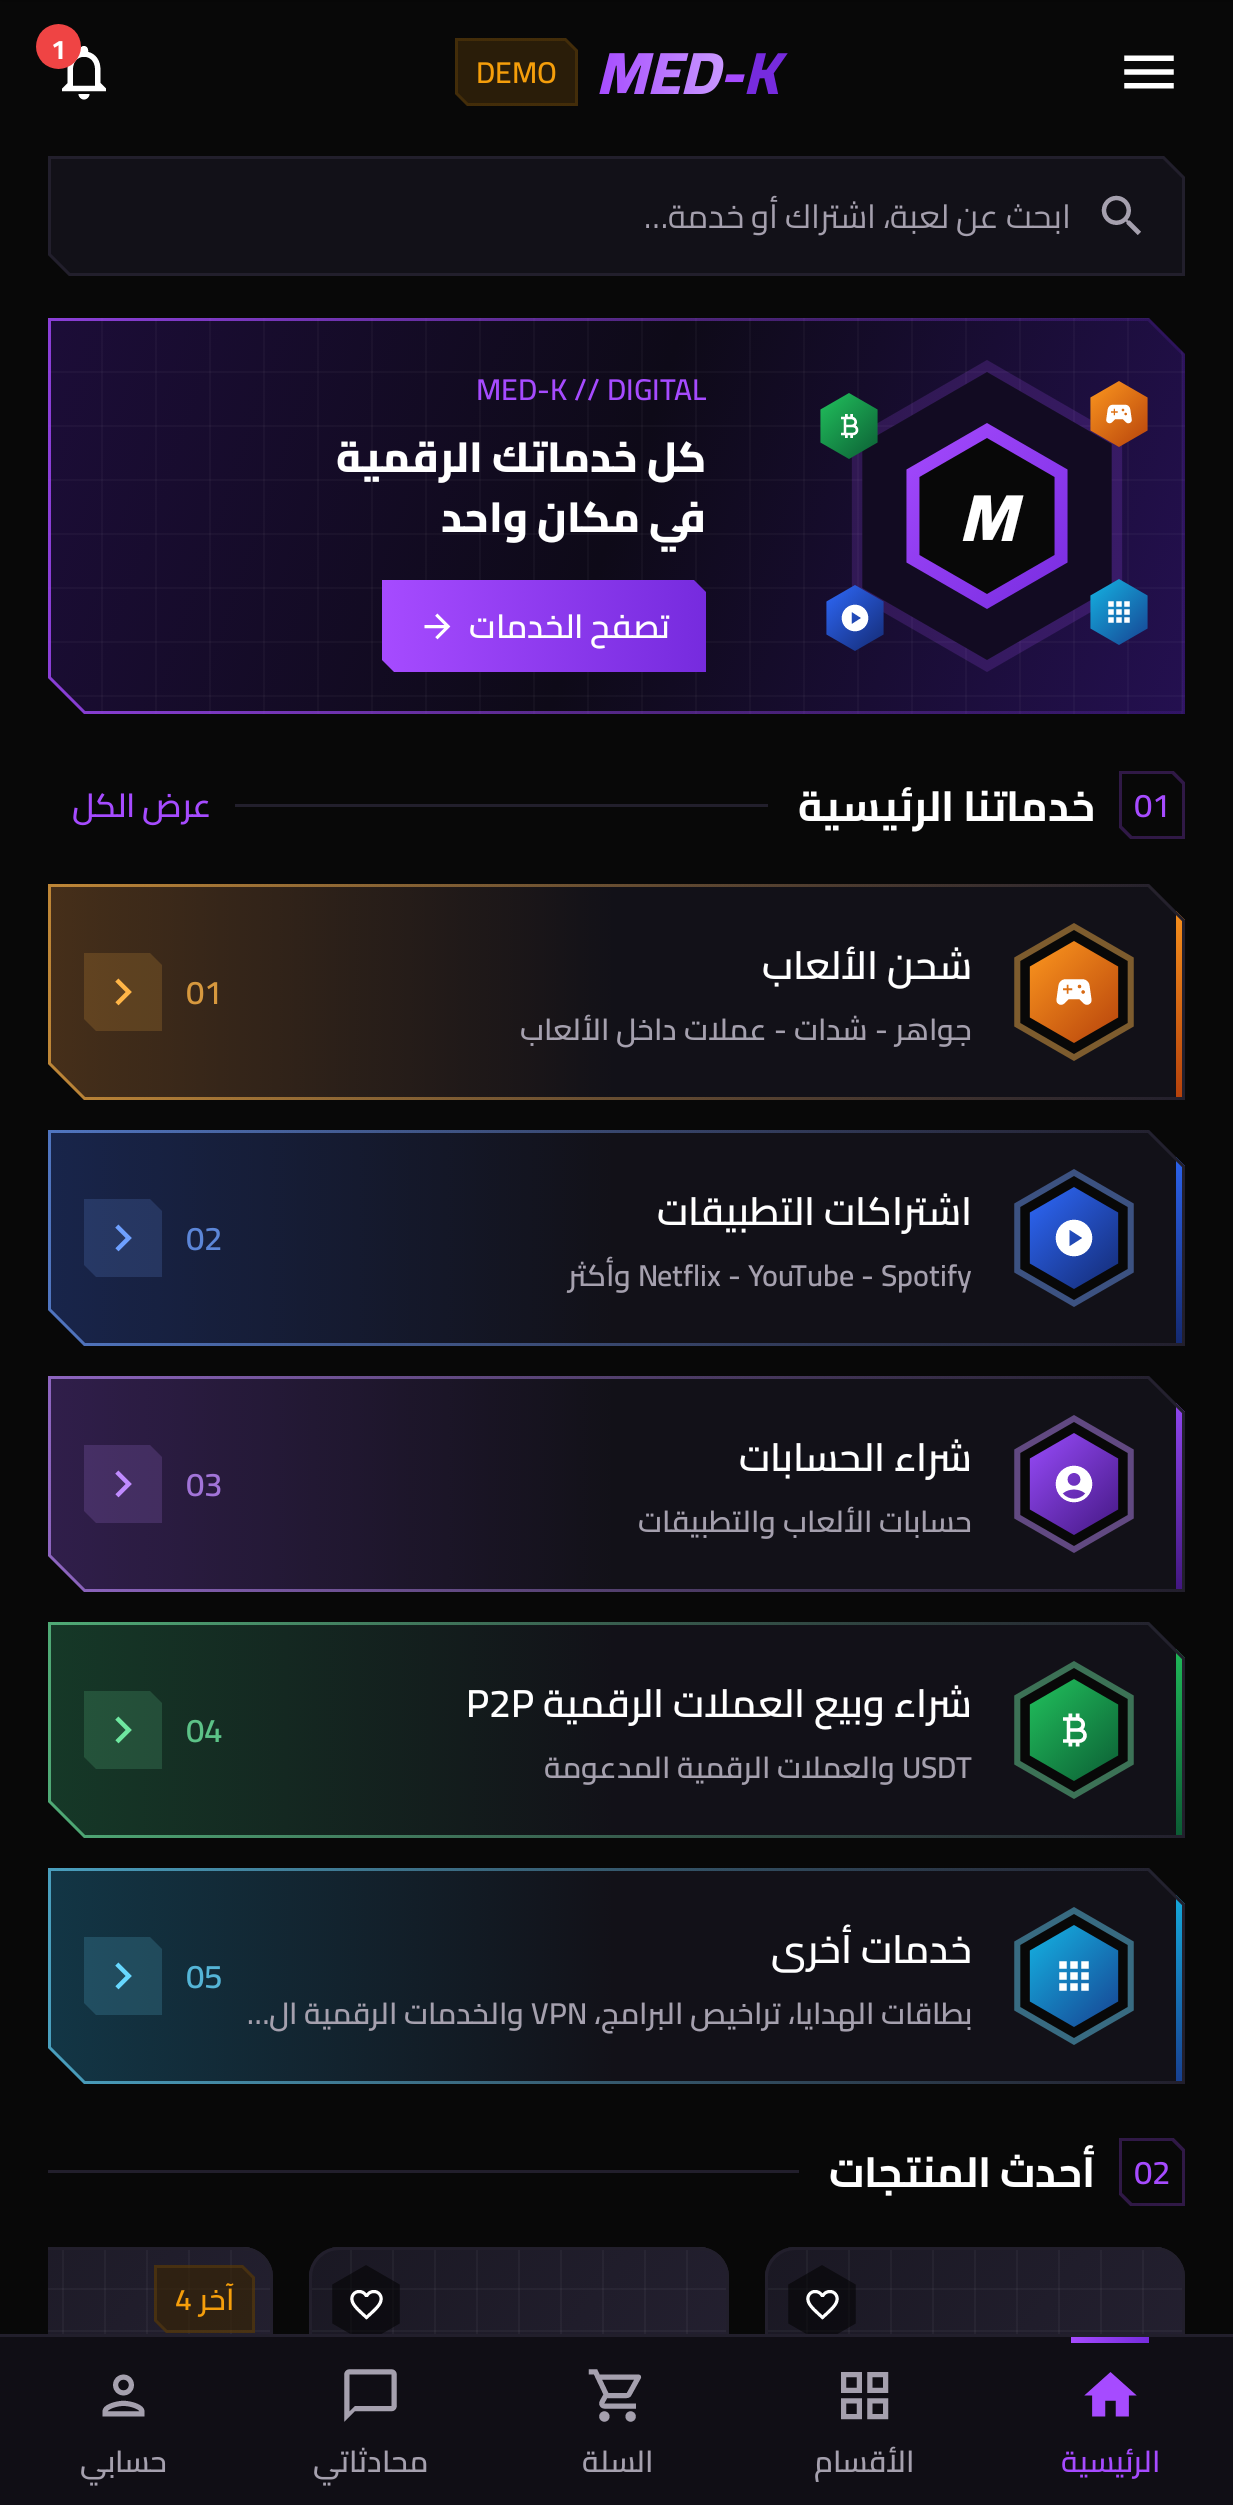 1
MED-K DEMO
ابحث عن لعبة، اشتراك أو خدمة...
MED-K // DIGITAL
كل خدماتك الرقمية
في مكان واحد
تصفح الخدمات
M
01 خدماتنا الرئيسية عرض الكل
شحن الألعاب
جواهر - شدات - عملات داخل الألعاب
01
اشتراكات التطبيقات
Netflix - YouTube - Spotify وأكثر
02
شراء الحسابات
حسابات الألعاب والتطبيقات
03
شراء وبيع العملات الرقمية P2P
USDT والعملات الرقمية المدعومة
04
خدمات أخرى
بطاقات الهدايا، تراخيص البرامج، VPN والخدمات الرقمية ال...
05
02 أحدث المنتجات
آخر 4
الرئيسية الأقسام السلة محادثاتي حسابي